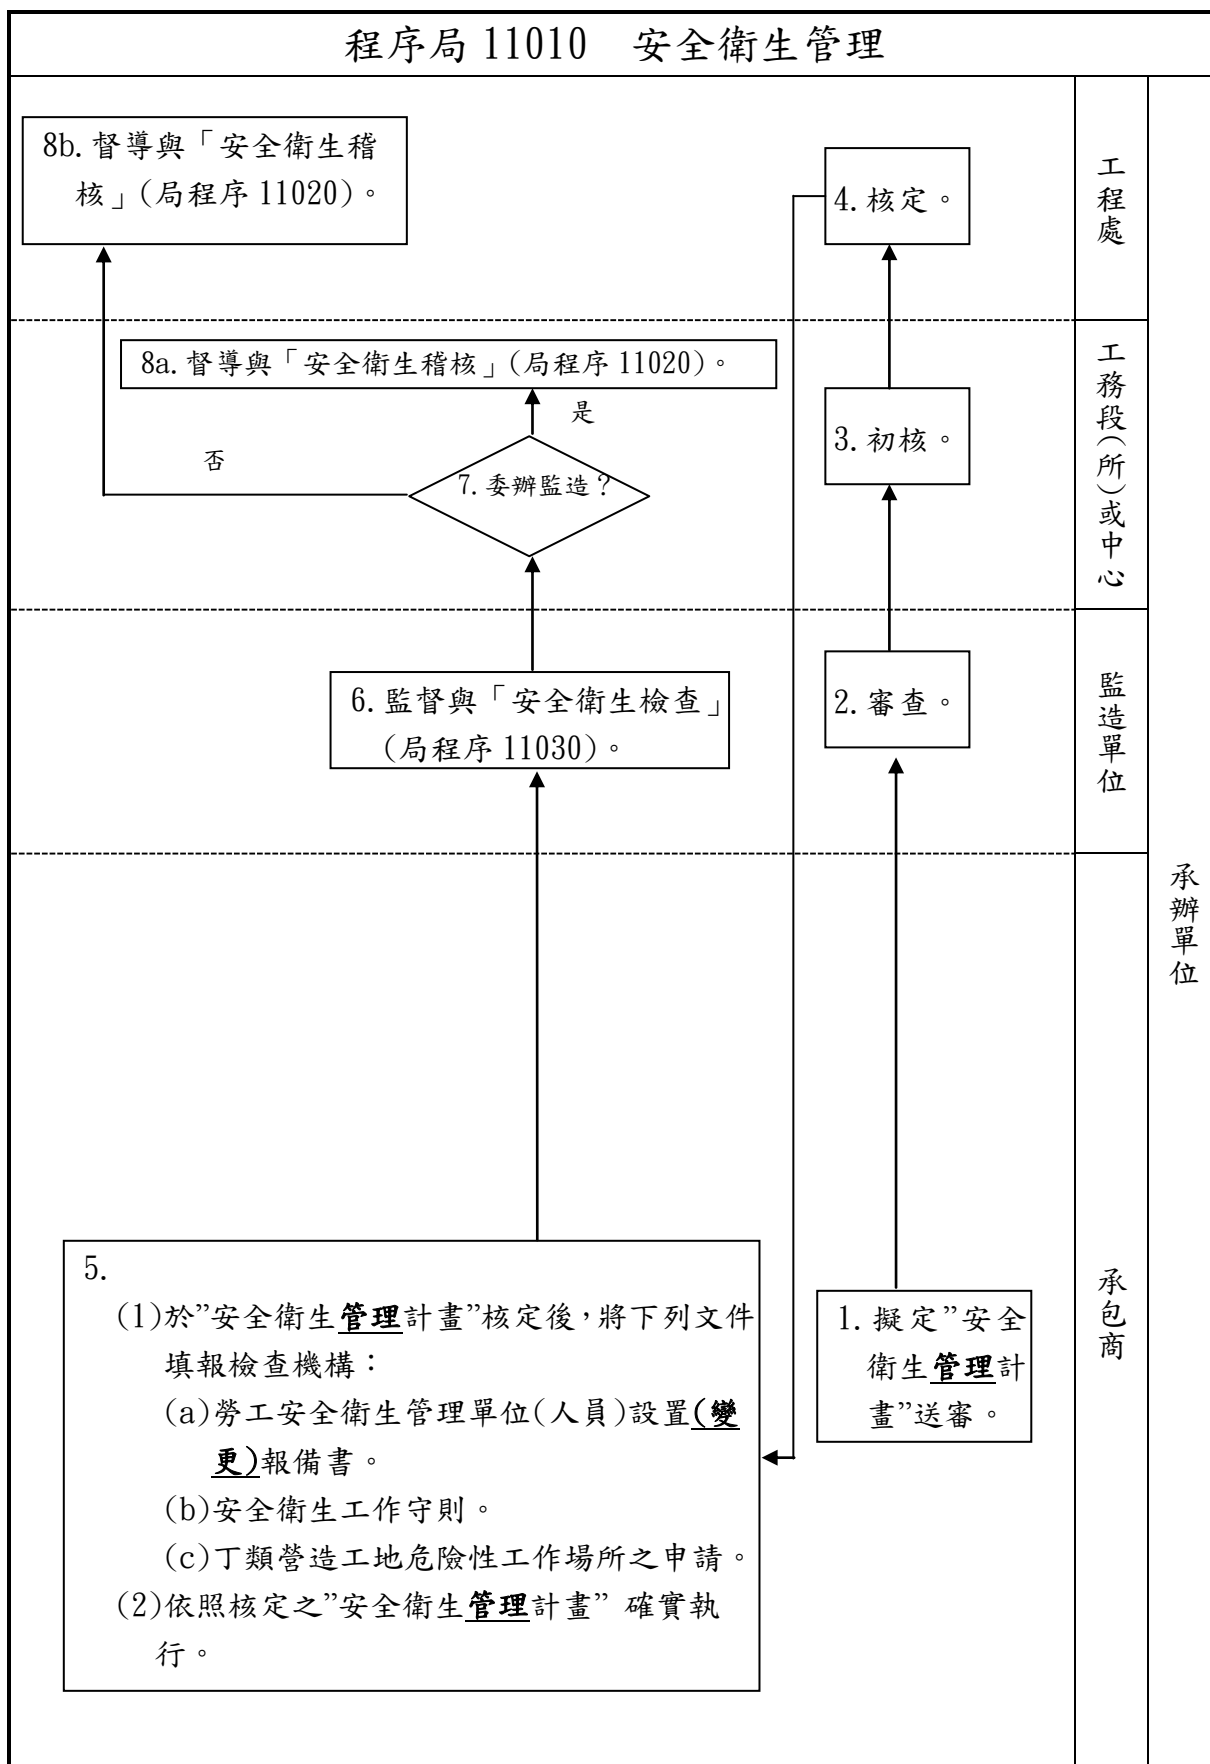 程序局 11010　安全衛生管理
8b. 督導與「安全衛生稽
核」(局程序 11020)。
4. 核定。
工程處
8a. 督導與「安全衛生稽核」(局程序 11020)。
是
否
7. 委辦監造?
3. 初核。
工務段(所)或中心
6. 監督與「安全衛生檢查」
(局程序 11030)。
2. 審查。
監造單位
承辦單位
5.
(1)於”安全衛生管理計畫”核定後,將下列文件
填報檢查機構:
(a)勞工安全衛生管理單位(人員)設置(變
更)報備書。
(b)安全衛生工作守則。
(c)丁類營造工地危險性工作場所之申請。
(2)依照核定之”安全衛生管理計畫” 確實執
行。
1. 擬定”安全
衛生管理計
畫”送審。
承包商